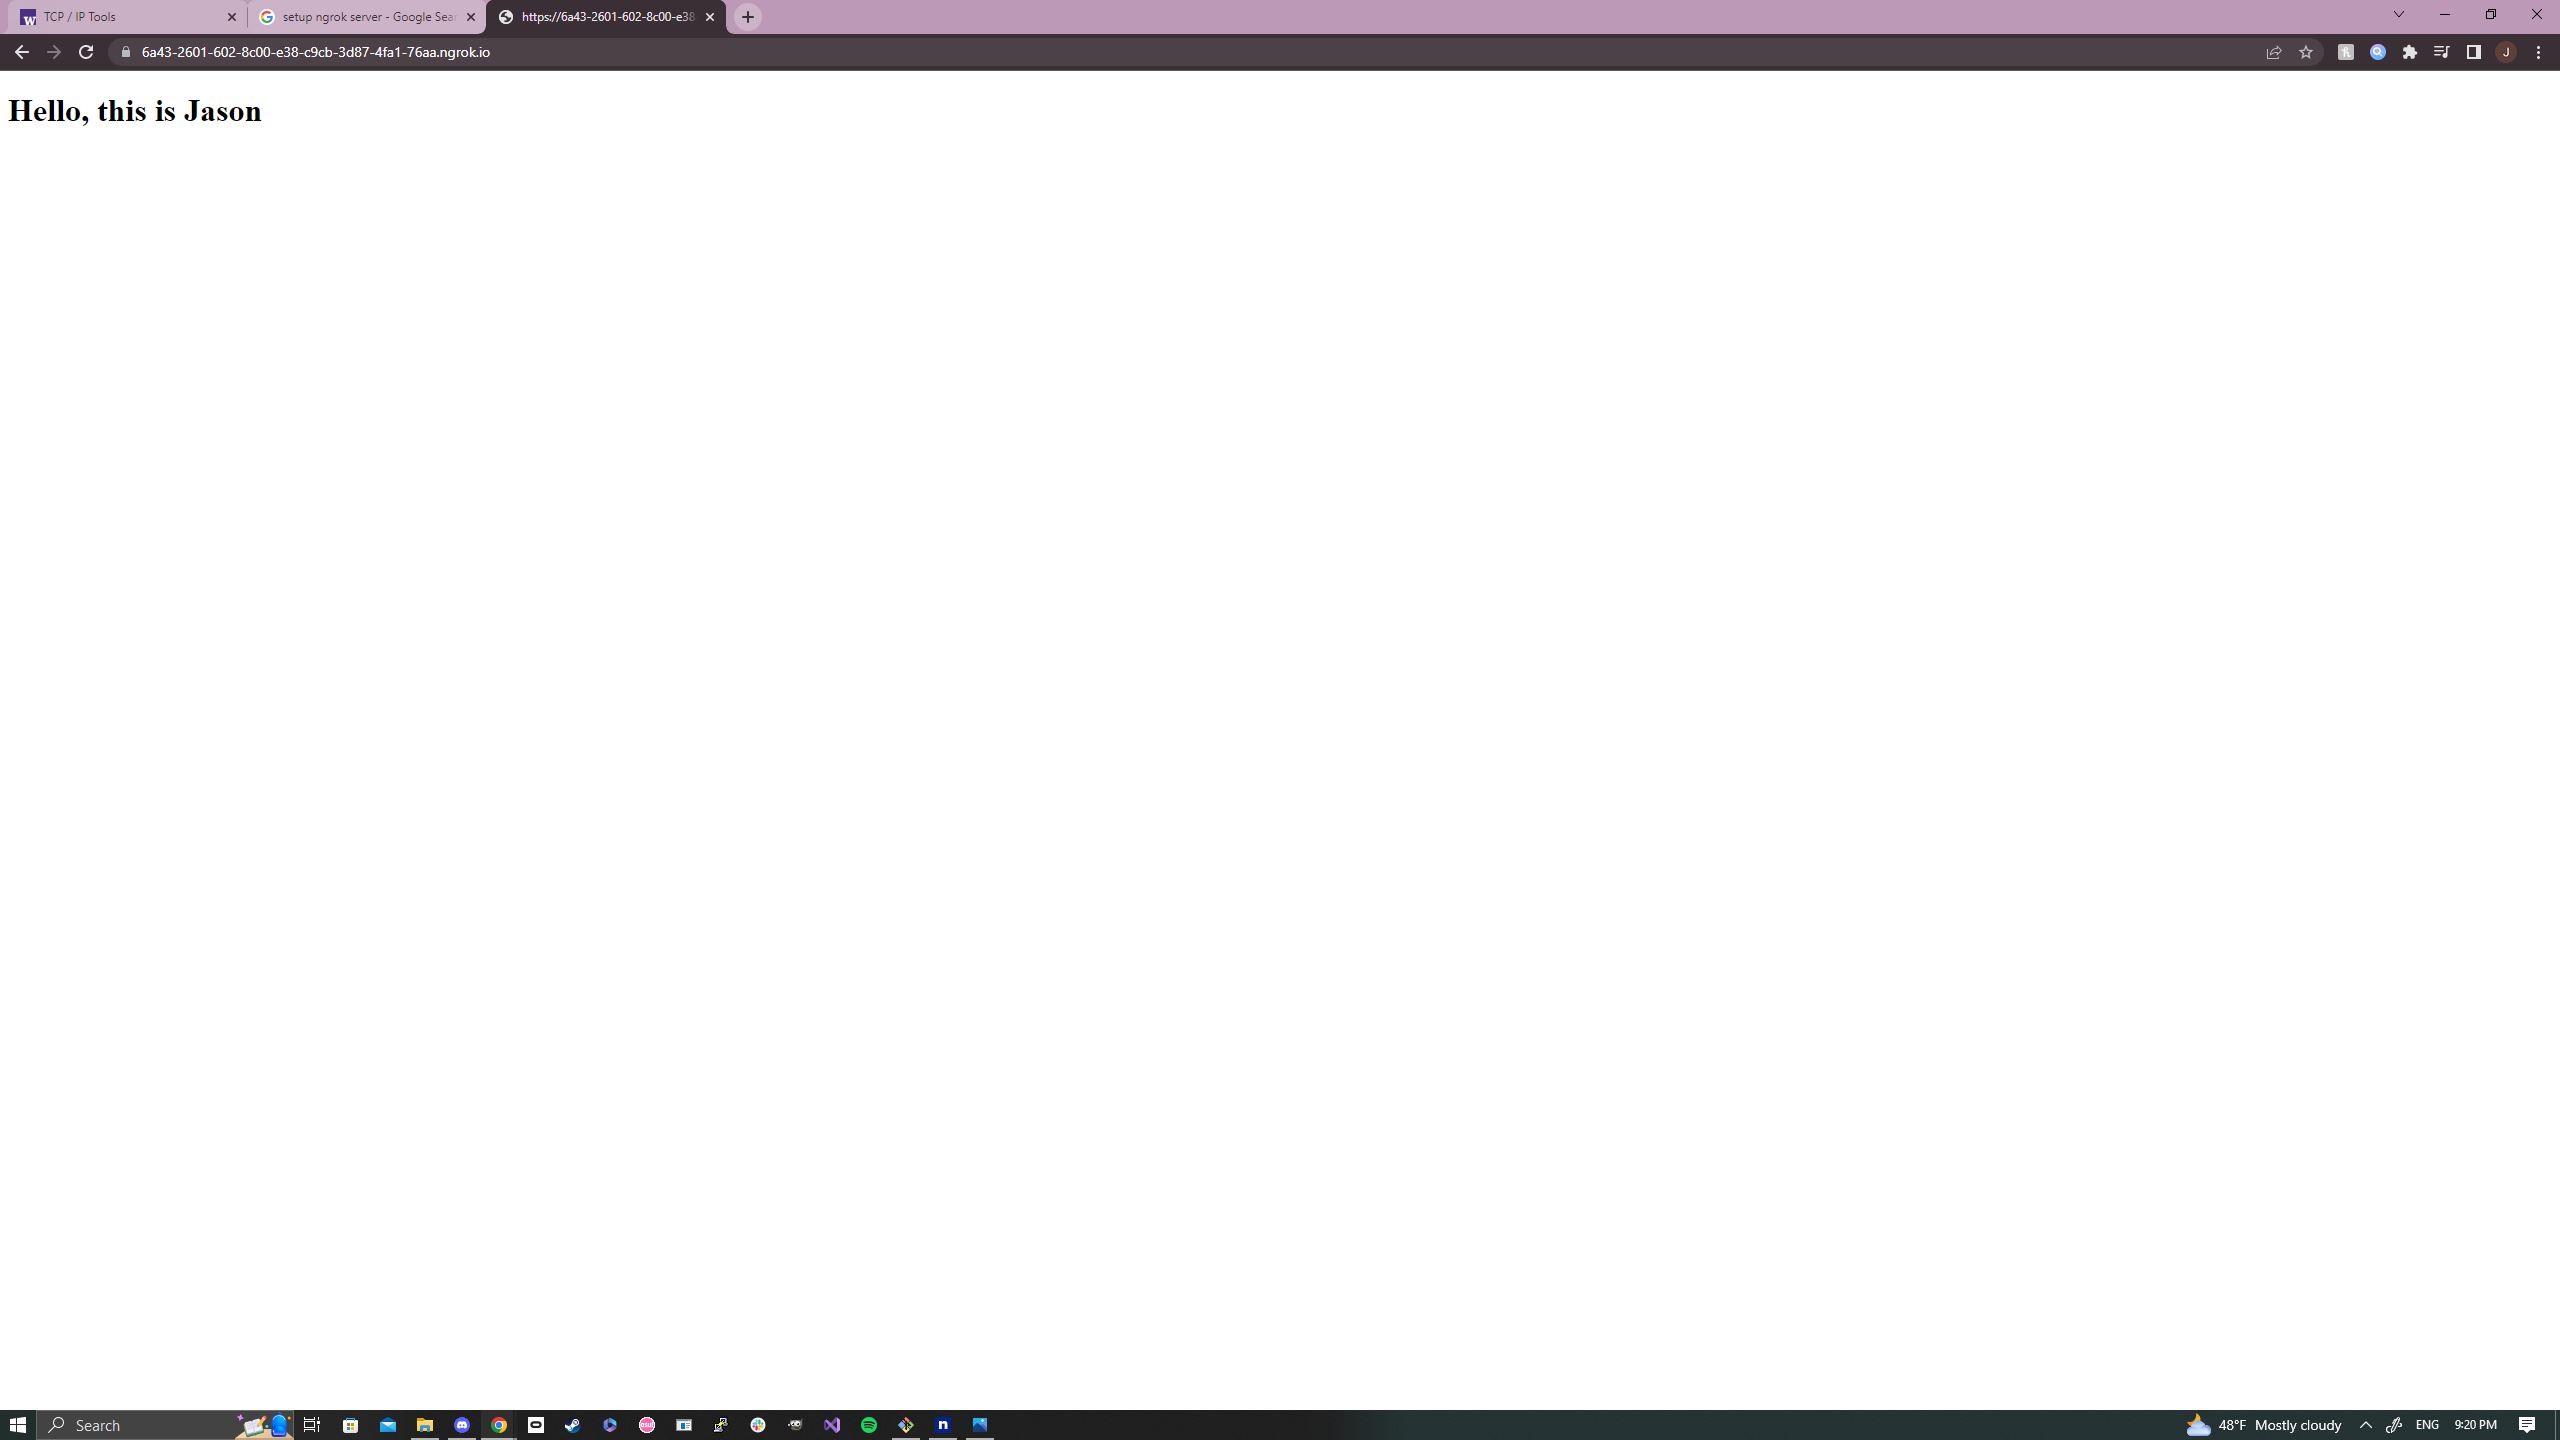 TCP / IP Tools
setup ngrok server - Google Sear
https://6a43-2601-602-8c00-e38
6a43-2601-602-8c00-e38-c9cb-3d87-4fa1-76aa.ngrok.io
J
Hello, this is Jason
Search
48°F Mostly cloudy
ENG
9:20 PM